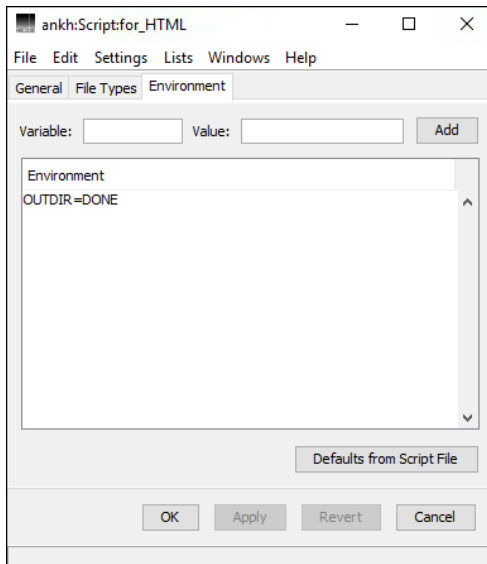 ankh:Script:for_HTML
File Edit Settings Lists Windows Help
General File Types Environment
Variable: Value: Add
Environment
OUTDIR=DONE
Defaults from Script File
OK Apply Revert Cancel